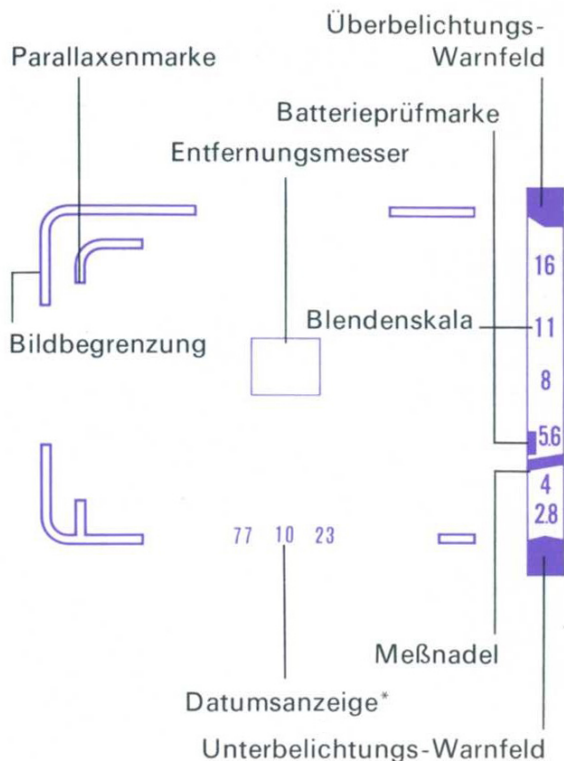 Überbelichtungs-
Warnfeld
Parallaxenmarke
Batterieprüfmarke
Entfernungsmesser
16
Blendenskala
11
Bildbegrenzung
8
5.6
4
2.8
77 10 23
Meßnadel
Datumsanzeige*
Unterbelichtungs-Warnfeld